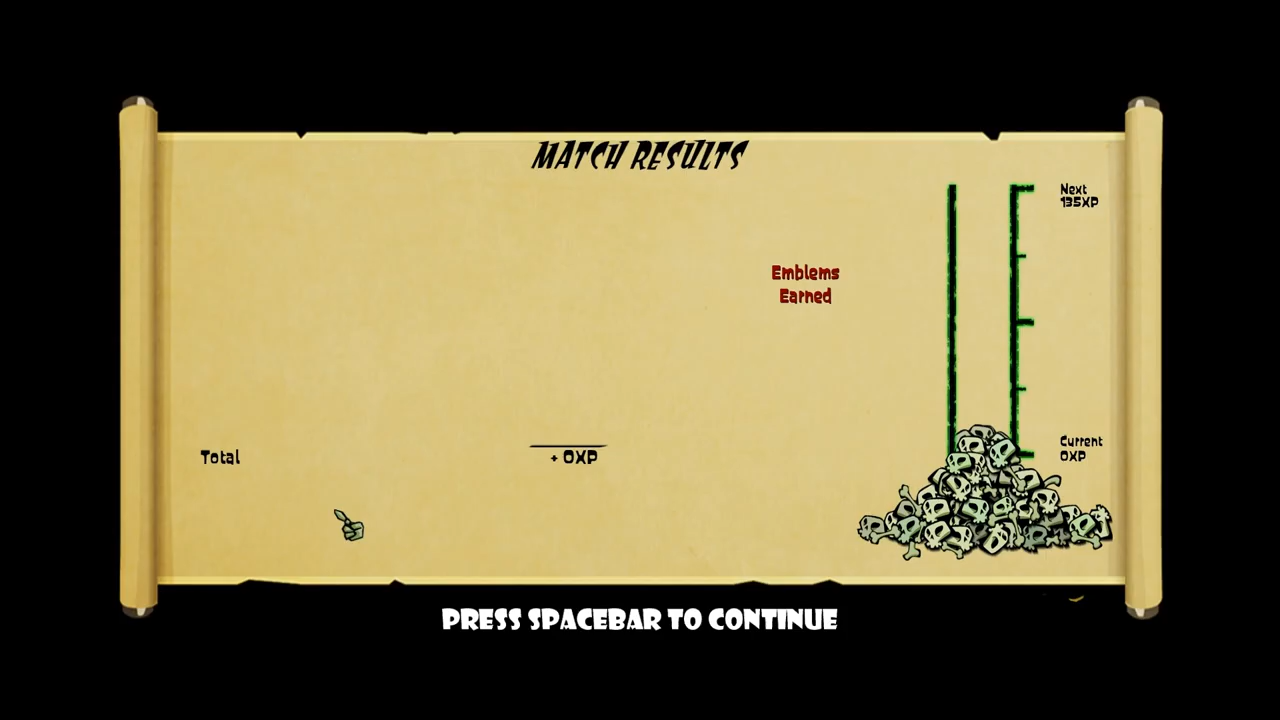 MATCH RESULTS
Next
135XP
Emblems
Earned
Current
0XP
Total
+ 0XP
PRESS SPACEBAR TO CONTINUE